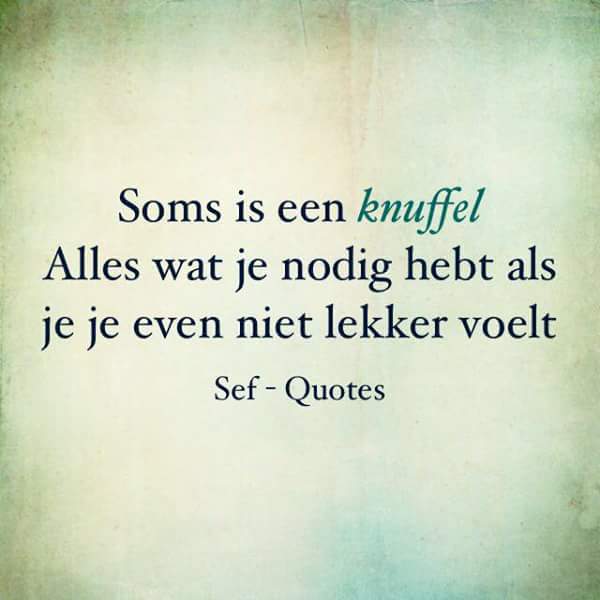 Soms is een knuffel
Alles wat je nodig hebt als
je je even niet lekker voelt
Sef - Quotes